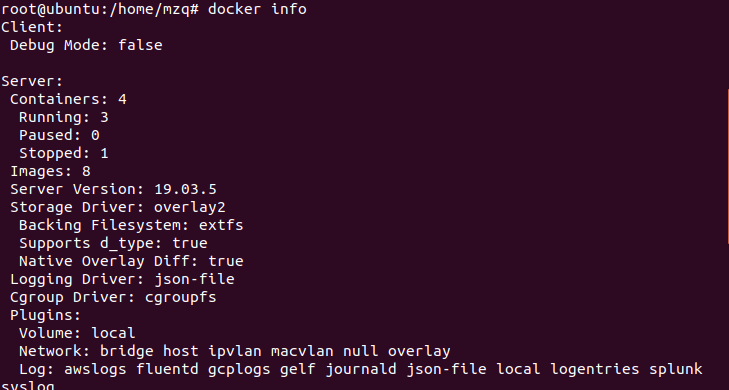 root@ubuntu:/home/mzq# docker info
Client:
 Debug Mode: false

Server:
 Containers: 4
  Running: 3
  Paused: 0
  Stopped: 1
 Images: 8
 Server Version: 19.03.5
 Storage Driver: overlay2
  Backing Filesystem: extfs
  Supports d_type: true
  Native Overlay Diff: true
 Logging Driver: json-file
 Cgroup Driver: cgroupfs
 Plugins:
  Volume: local
  Network: bridge host ipvlan macvlan null overlay
  Log: awslogs fluentd gcplogs gelf journald json-file local logentries splunk
syslog